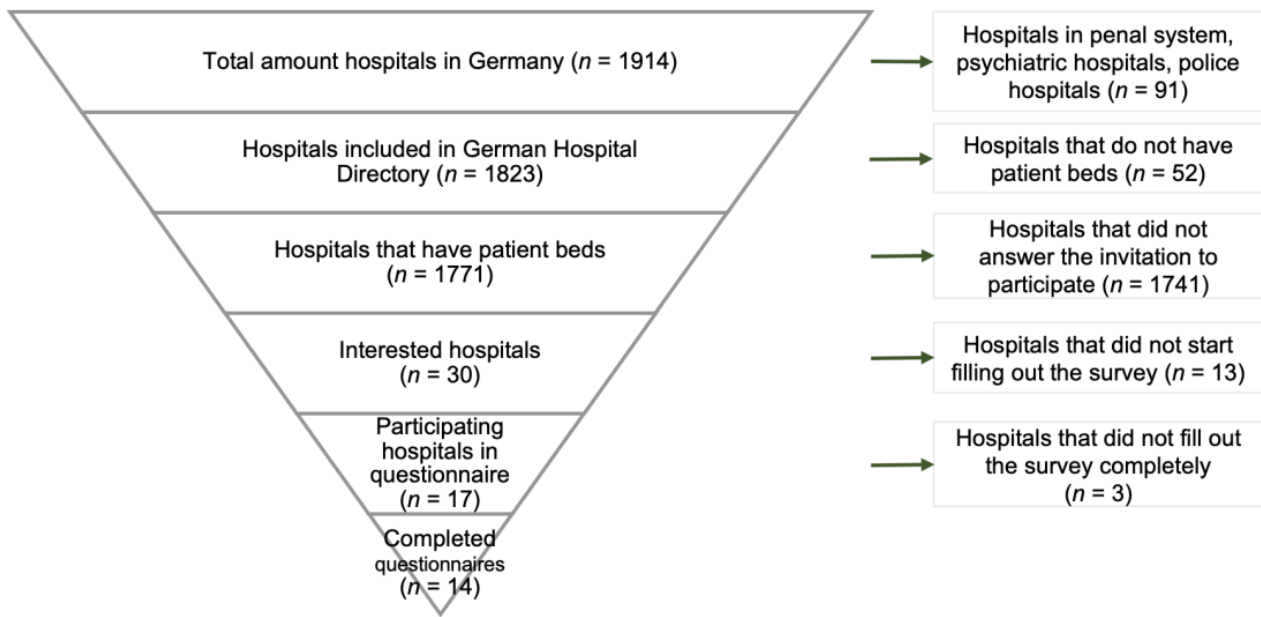 Total amount hospitals in Germany (n = 1914)
Hospitals in penal system,
psychiatric hospitals, police
hospitals (n = 91)
Hospitals included in German Hospital
Directory (n = 1823)
Hospitals that do not have
patient beds (n = 52)
Hospitals that have patient beds
(n = 1771)
Hospitals that did not
answer the invitation to
participate (n = 1741)
Interested hospitals
(n = 30)
Hospitals that did not start
filling out the survey (n = 13)
Participating
hospitals in
questionnaire
(n = 17)
Hospitals that did not fill out
the survey completely
(n = 3)
Completed
questionnaires
(n = 14)